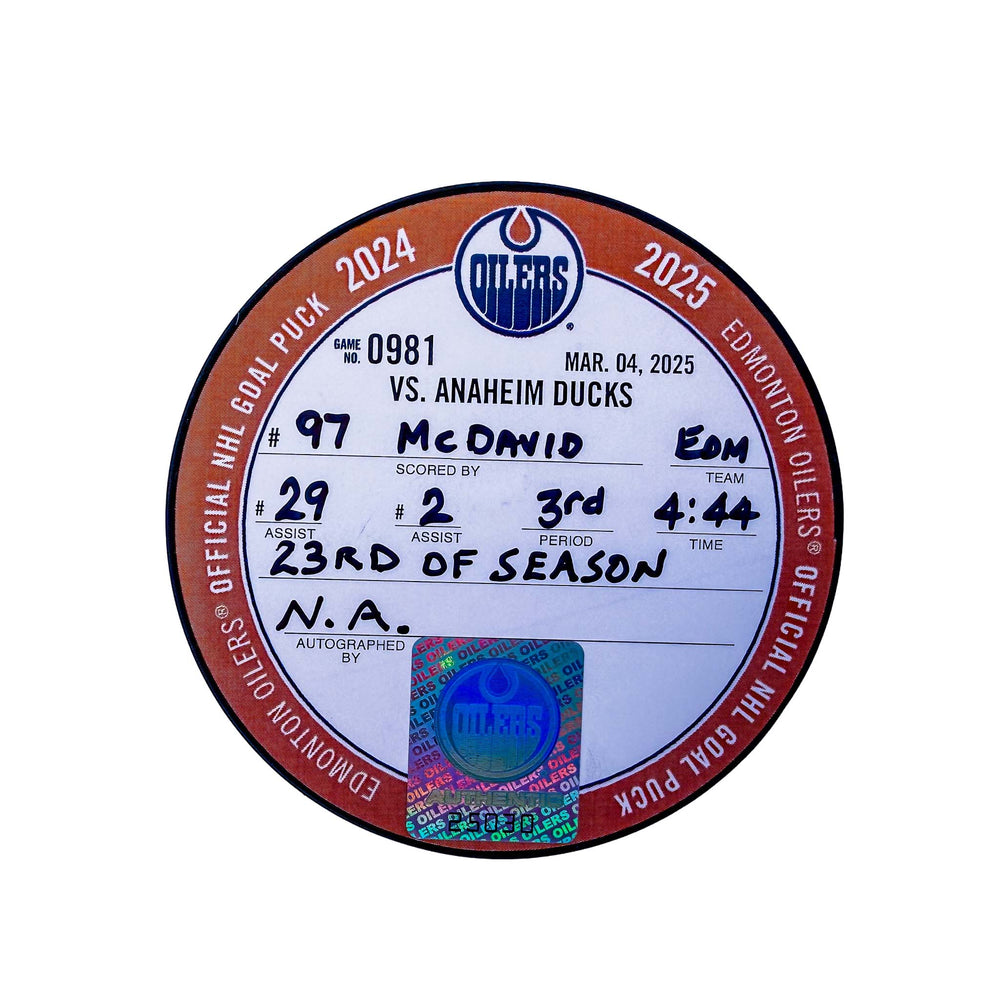 2024 2025
OILERS®
EDMONTON OILERS® OFFICIAL NHL GOAL PUCK
EDMONTON OILERS® OFFICIAL NHL GOAL PUCK
GAME NO. 0981
MAR. 04, 2025
VS. ANAHEIM DUCKS
# 97 McDAVID EDM
SCORED BY TEAM
# 29 # 2 3rd 4:44
ASSIST ASSIST PERIOD TIME
23RD OF SEASON
N.A.
AUTOGRAPHED BY
OILERS
AUTHENTIC
25030